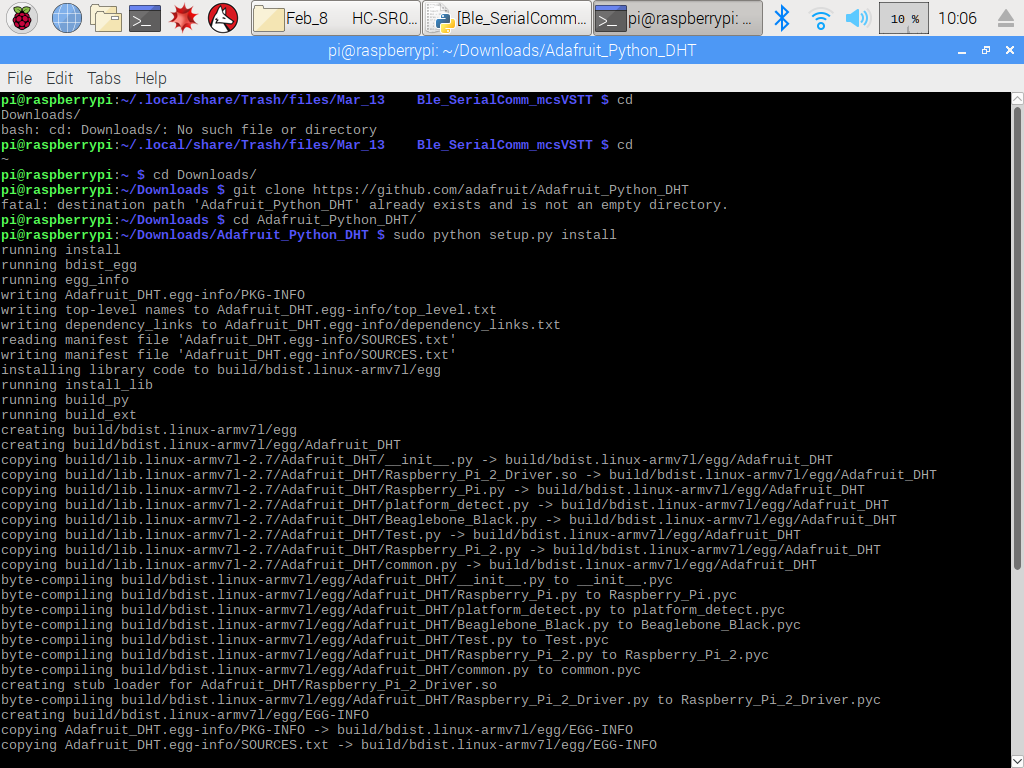 Feb_8 HC-SR0...
[Ble_SerialComm...
pi@raspberrypi: ...
10 %
10:06
pi@raspberrypi: ~/Downloads/Adafruit_Python_DHT
File Edit Tabs Help
pi@raspberrypi:~/.local/share/Trash/files/Mar_13    Ble_SerialComm_mcsVSTT $ cd
Downloads/
bash: cd: Downloads/: No such file or directory
pi@raspberrypi:~/.local/share/Trash/files/Mar_13    Ble_SerialComm_mcsVSTT $ cd
~
pi@raspberrypi:~ $ cd Downloads/
pi@raspberrypi:~/Downloads $ git clone https://github.com/adafruit/Adafruit_Python_DHT
fatal: destination path 'Adafruit_Python_DHT' already exists and is not an empty directory.
pi@raspberrypi:~/Downloads $ cd Adafruit_Python_DHT/
pi@raspberrypi:~/Downloads/Adafruit_Python_DHT $ sudo python setup.py install
running install
running bdist_egg
running egg_info
writing Adafruit_DHT.egg-info/PKG-INFO
writing top-level names to Adafruit_DHT.egg-info/top_level.txt
writing dependency_links to Adafruit_DHT.egg-info/dependency_links.txt
reading manifest file 'Adafruit_DHT.egg-info/SOURCES.txt'
writing manifest file 'Adafruit_DHT.egg-info/SOURCES.txt'
installing library code to build/bdist.linux-armv7l/egg
running install_lib
running build_py
running build_ext
creating build/bdist.linux-armv7l/egg
creating build/bdist.linux-armv7l/egg/Adafruit_DHT
copying build/lib.linux-armv7l-2.7/Adafruit_DHT/__init__.py -> build/bdist.linux-armv7l/egg/Adafruit_DHT
copying build/lib.linux-armv7l-2.7/Adafruit_DHT/Raspberry_Pi_2_Driver.so -> build/bdist.linux-armv7l/egg/Adafruit_DHT
copying build/lib.linux-armv7l-2.7/Adafruit_DHT/Raspberry_Pi.py -> build/bdist.linux-armv7l/egg/Adafruit_DHT
copying build/lib.linux-armv7l-2.7/Adafruit_DHT/platform_detect.py -> build/bdist.linux-armv7l/egg/Adafruit_DHT
copying build/lib.linux-armv7l-2.7/Adafruit_DHT/Beaglebone_Black.py -> build/bdist.linux-armv7l/egg/Adafruit_DHT
copying build/lib.linux-armv7l-2.7/Adafruit_DHT/Test.py -> build/bdist.linux-armv7l/egg/Adafruit_DHT
copying build/lib.linux-armv7l-2.7/Adafruit_DHT/Raspberry_Pi_2.py -> build/bdist.linux-armv7l/egg/Adafruit_DHT
copying build/lib.linux-armv7l-2.7/Adafruit_DHT/common.py -> build/bdist.linux-armv7l/egg/Adafruit_DHT
byte-compiling build/bdist.linux-armv7l/egg/Adafruit_DHT/__init__.py to __init__.pyc
byte-compiling build/bdist.linux-armv7l/egg/Adafruit_DHT/Raspberry_Pi.py to Raspberry_Pi.pyc
byte-compiling build/bdist.linux-armv7l/egg/Adafruit_DHT/platform_detect.py to platform_detect.pyc
byte-compiling build/bdist.linux-armv7l/egg/Adafruit_DHT/Beaglebone_Black.py to Beaglebone_Black.pyc
byte-compiling build/bdist.linux-armv7l/egg/Adafruit_DHT/Test.py to Test.pyc
byte-compiling build/bdist.linux-armv7l/egg/Adafruit_DHT/Raspberry_Pi_2.py to Raspberry_Pi_2.pyc
byte-compiling build/bdist.linux-armv7l/egg/Adafruit_DHT/common.py to common.pyc
creating stub loader for Adafruit_DHT/Raspberry_Pi_2_Driver.so
byte-compiling build/bdist.linux-armv7l/egg/Adafruit_DHT/Raspberry_Pi_2_Driver.py to Raspberry_Pi_2_Driver.pyc
creating build/bdist.linux-armv7l/egg/EGG-INFO
copying Adafruit_DHT.egg-info/PKG-INFO -> build/bdist.linux-armv7l/egg/EGG-INFO
copying Adafruit_DHT.egg-info/SOURCES.txt -> build/bdist.linux-armv7l/egg/EGG-INFO